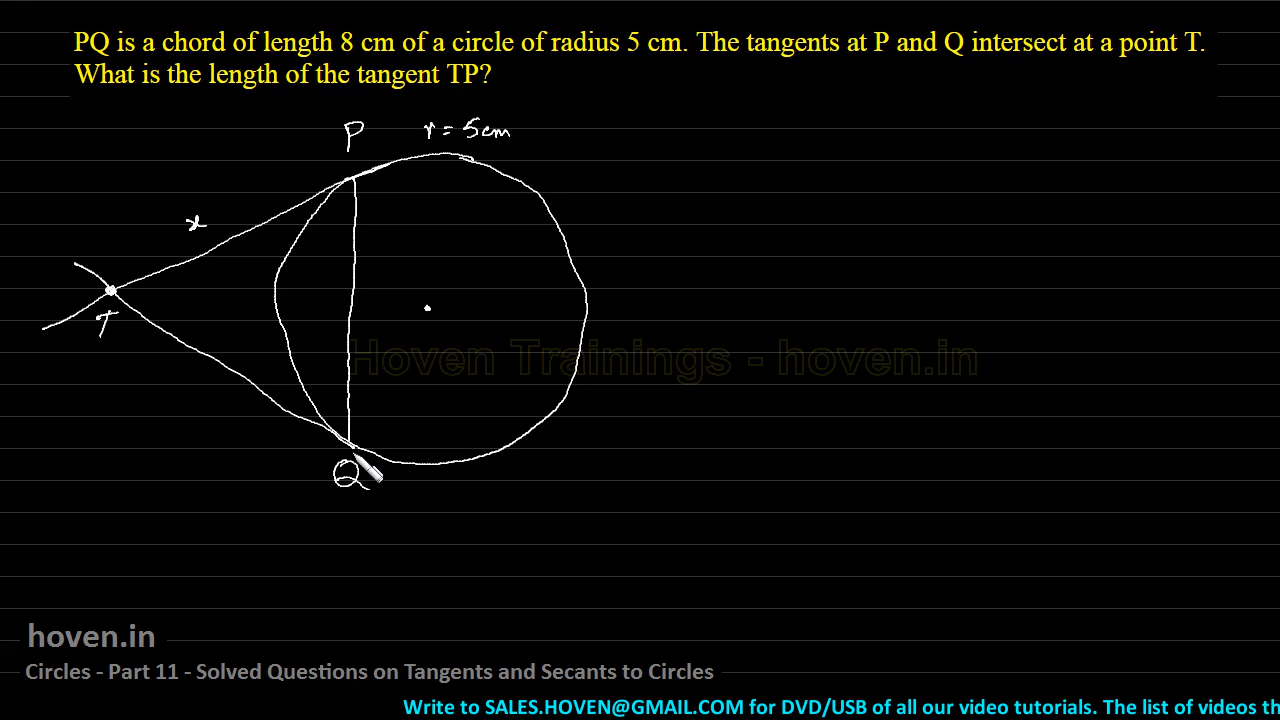 PQ is a chord of length 8 cm of a circle of radius 5 cm. The tangents at P and Q intersect at a point T.
What is the length of the tangent TP?
P
r = 5cm
x
T
Hoven Trainings - hoven.in
Q
hoven.in
Circles - Part 11 - Solved Questions on Tangents and Secants to Circles
Write to SALES.HOVEN@GMAIL.COM for DVD/USB of all our video tutorials. The list of videos th